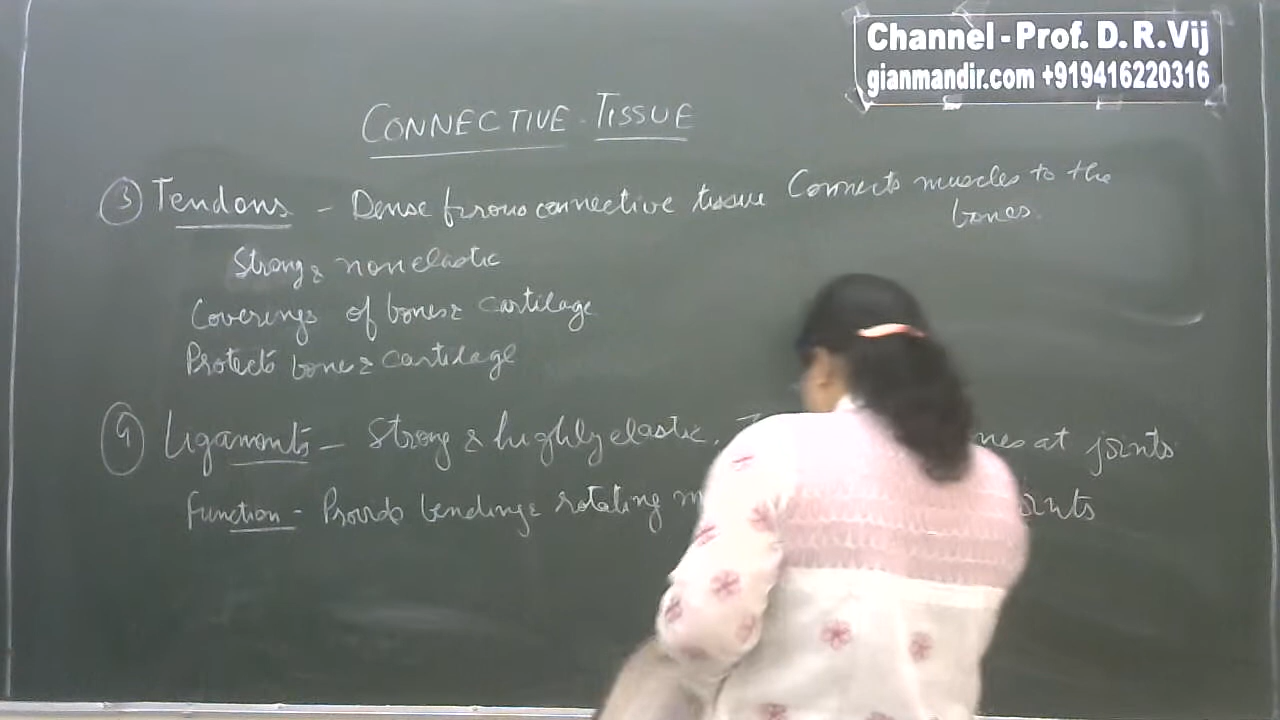 Channel - Prof. D. R. Vij
gianmandir.com +919416220316
CONNECTIVE TISSUE
③ Tendons - Dense firous connective tissue Connects muscles to the
bones.
Strong & non elastic
Coverings of bones & cartilage
Protects bone & cartilage
④ Ligaments - Strong & highly elastic. at joints
Function - Provide bending & rotating